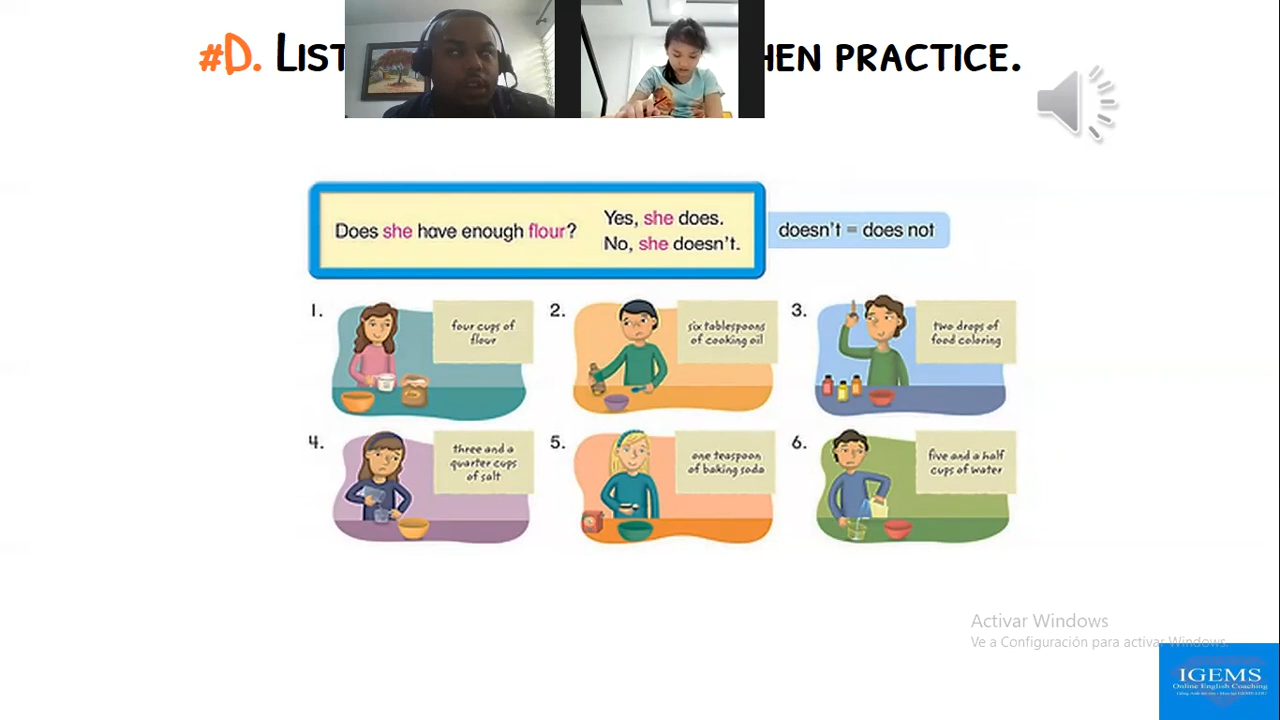 #D. LIST HEN PRACTICE.
Does she have enough flour?
Yes, she does.
No, she doesn't.
doesn't = does not
1.
four cups of
flour
2.
six tablespoons
of cooking oil
3.
two drops of
food coloring
4.
three and a
quarter cups
of salt
5.
one teaspoon
of baking soda
6.
five and a half
cups of water
Activar Windows
Ve a Configuración para activar Windows.
IGEMS
Online English Coaching